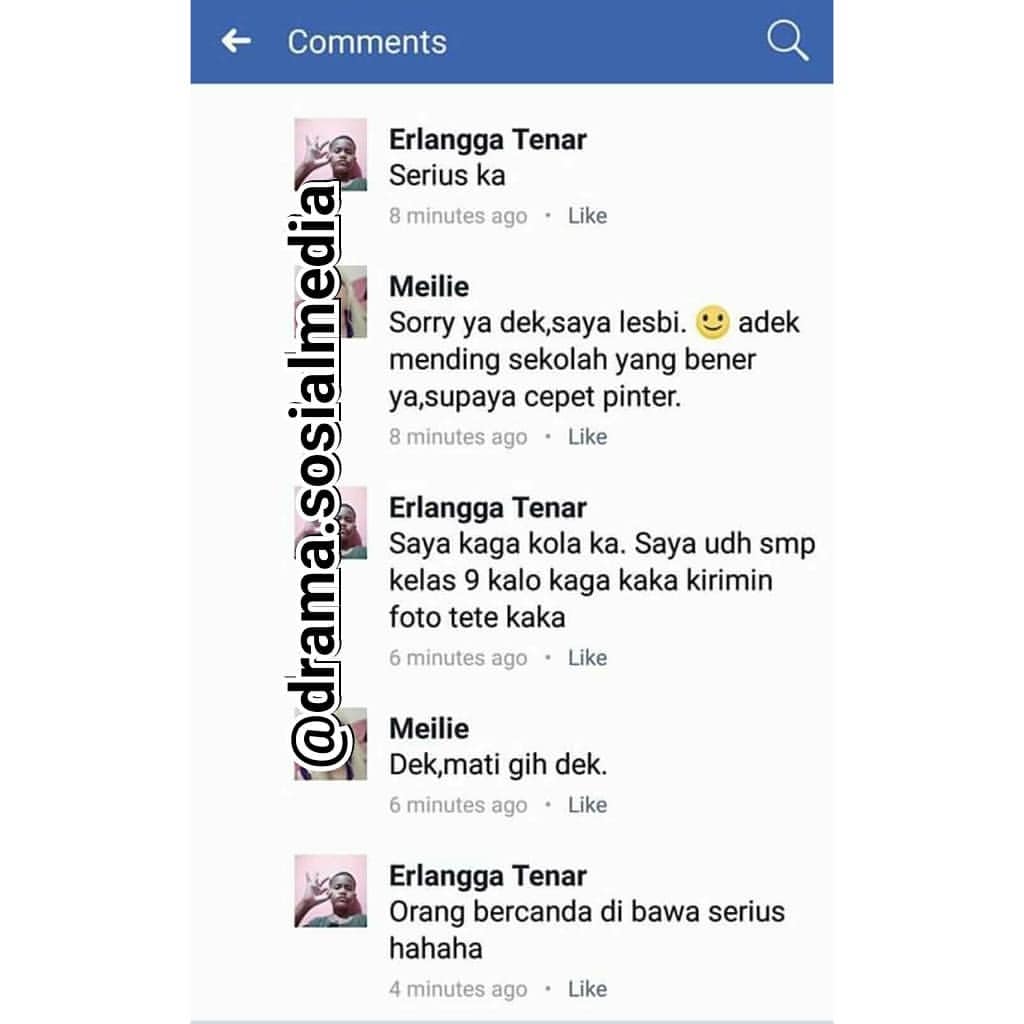 Comments
Erlangga Tenar
Serius ka
8 minutes ago • Like
Meilie
Sorry ya dek,saya lesbi. 🙂 adek
mending sekolah yang bener
ya,supaya cepet pinter.
8 minutes ago • Like
Erlangga Tenar
Saya kaga kola ka. Saya udh smp
kelas 9 kalo kaga kaka kirimin
foto tete kaka
6 minutes ago • Like
Meilie
Dek,mati gih dek.
6 minutes ago • Like
Erlangga Tenar
Orang bercanda di bawa serius
hahaha
4 minutes ago • Like
@drama.sosialmedia